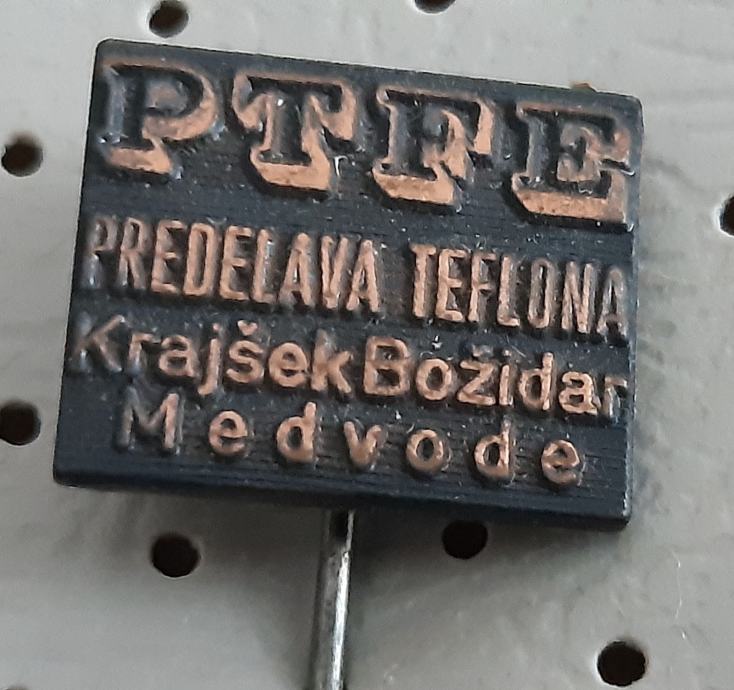 PTFE
PREDELAVA TEFLONA
Krajšek Božidar
Medvode